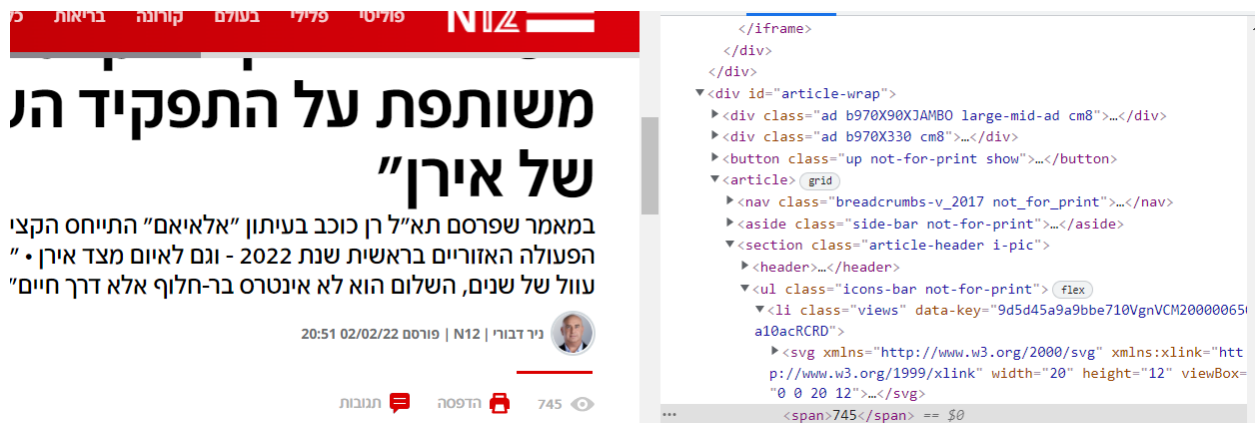 N12
פוליטי פלילי בעולם קורונה בריאות
משותפת על התפקיד
של אירן"
במאמר שפרסם תא"ל רן כוכב בעיתון "אלאיאם" התייחס הקצי
הפעולה האזוריים בראשית שנת 2022 - וגם לאיום מצד אירן • "
עוול של שנים, השלום הוא לא אינטרס בר-חלוף אלא דרך חיים"
ניר דבורי | N12 | פורסם 02/02/22 20:51
745 הדפסה תגובות
</iframe>
</div>
</div>
▼<div id="article-wrap">
▶<div class="ad b970X90XJAMBO large-mid-ad cm8">…</div>
▶<div class="ad b970X330 cm8">…</div>
▶<button class="up not-for-print show">…</button>
▼<article> grid
▶<nav class="breadcrumbs-v_2017 not_for_print">…</nav>
▶<aside class="side-bar not-for-print">…</aside>
▼<section class="article-header i-pic">
▶<header>…</header>
▼<ul class="icons-bar not-for-print"> flex
▼<li class="views" data-key="9d5d45a9a9bbe710VgnVCM200000650
a10acRCRD">
▶<svg xmlns="http://www.w3.org/2000/svg" xmlns:xlink="htt
p://www.w3.org/1999/xlink" width="20" height="12" viewBox=
"0 0 20 12">…</svg>
<span>745</span> == $0